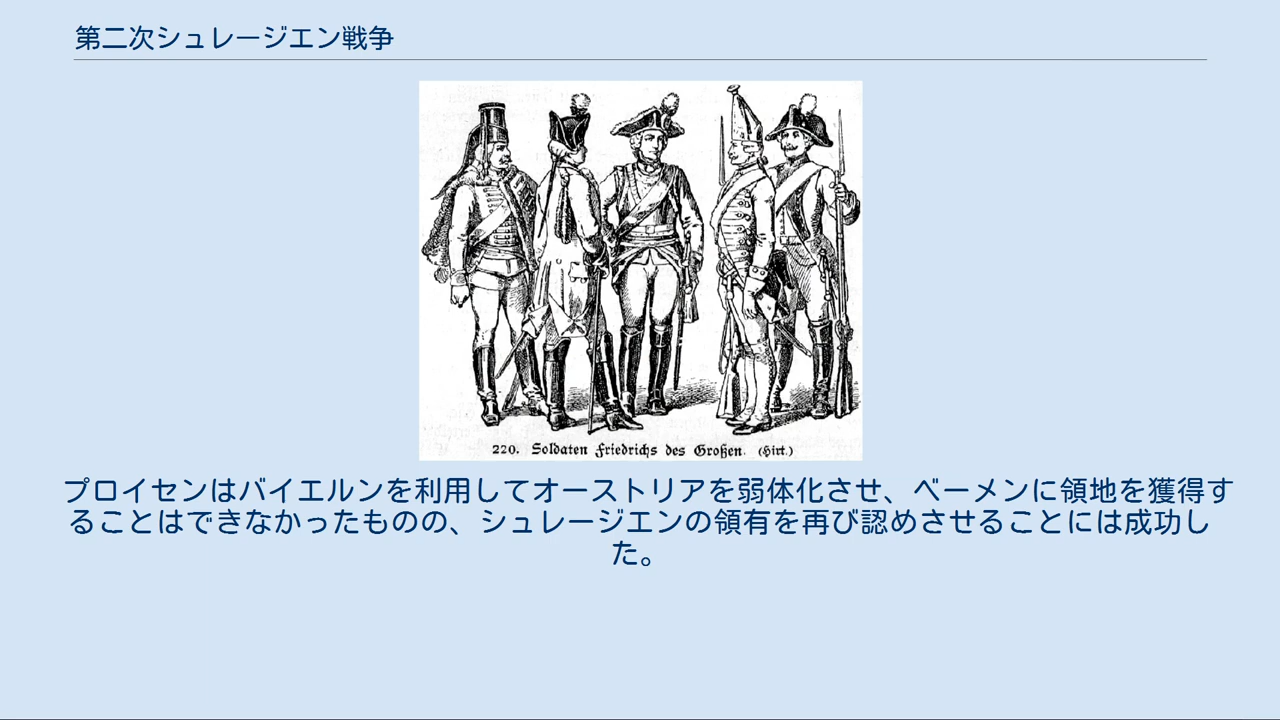 第二次シュレージエン戦争
220. Soldaten Friedrichs des Großen. (Hirt.)
プロイセンはバイエルンを利用してオーストリアを弱体化させ、ベーメンに領地を獲得す
ることはできなかったものの、シュレージエンの領有を再び認めさせることには成功し
た。